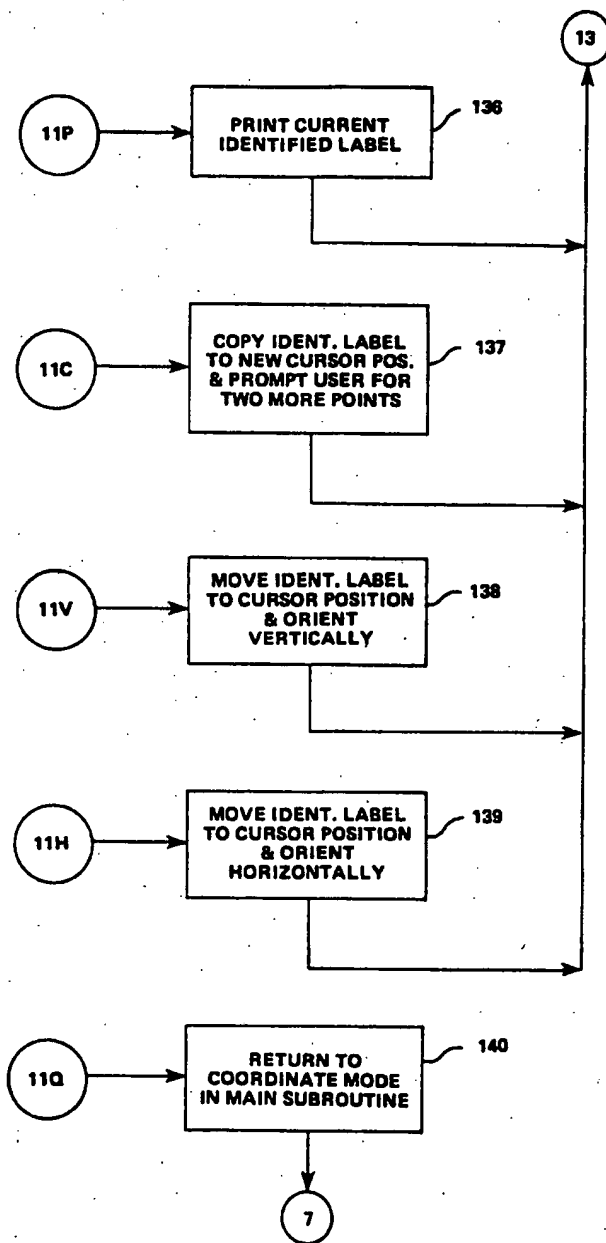 13
11P
PRINT CURRENT
IDENTIFIED LABEL
136
11C
COPY IDENT. LABEL
TO NEW CURSOR POS.
& PROMPT USER FOR
TWO MORE POINTS
137
11V
MOVE IDENT. LABEL
TO CURSOR POSITION
& ORIENT
VERTICALLY
138
11H
MOVE IDENT. LABEL
TO CURSOR POSITION
& ORIENT
HORIZONTALLY
139
11Q
RETURN TO
COORDINATE MODE
IN MAIN SUBROUTINE
140
7